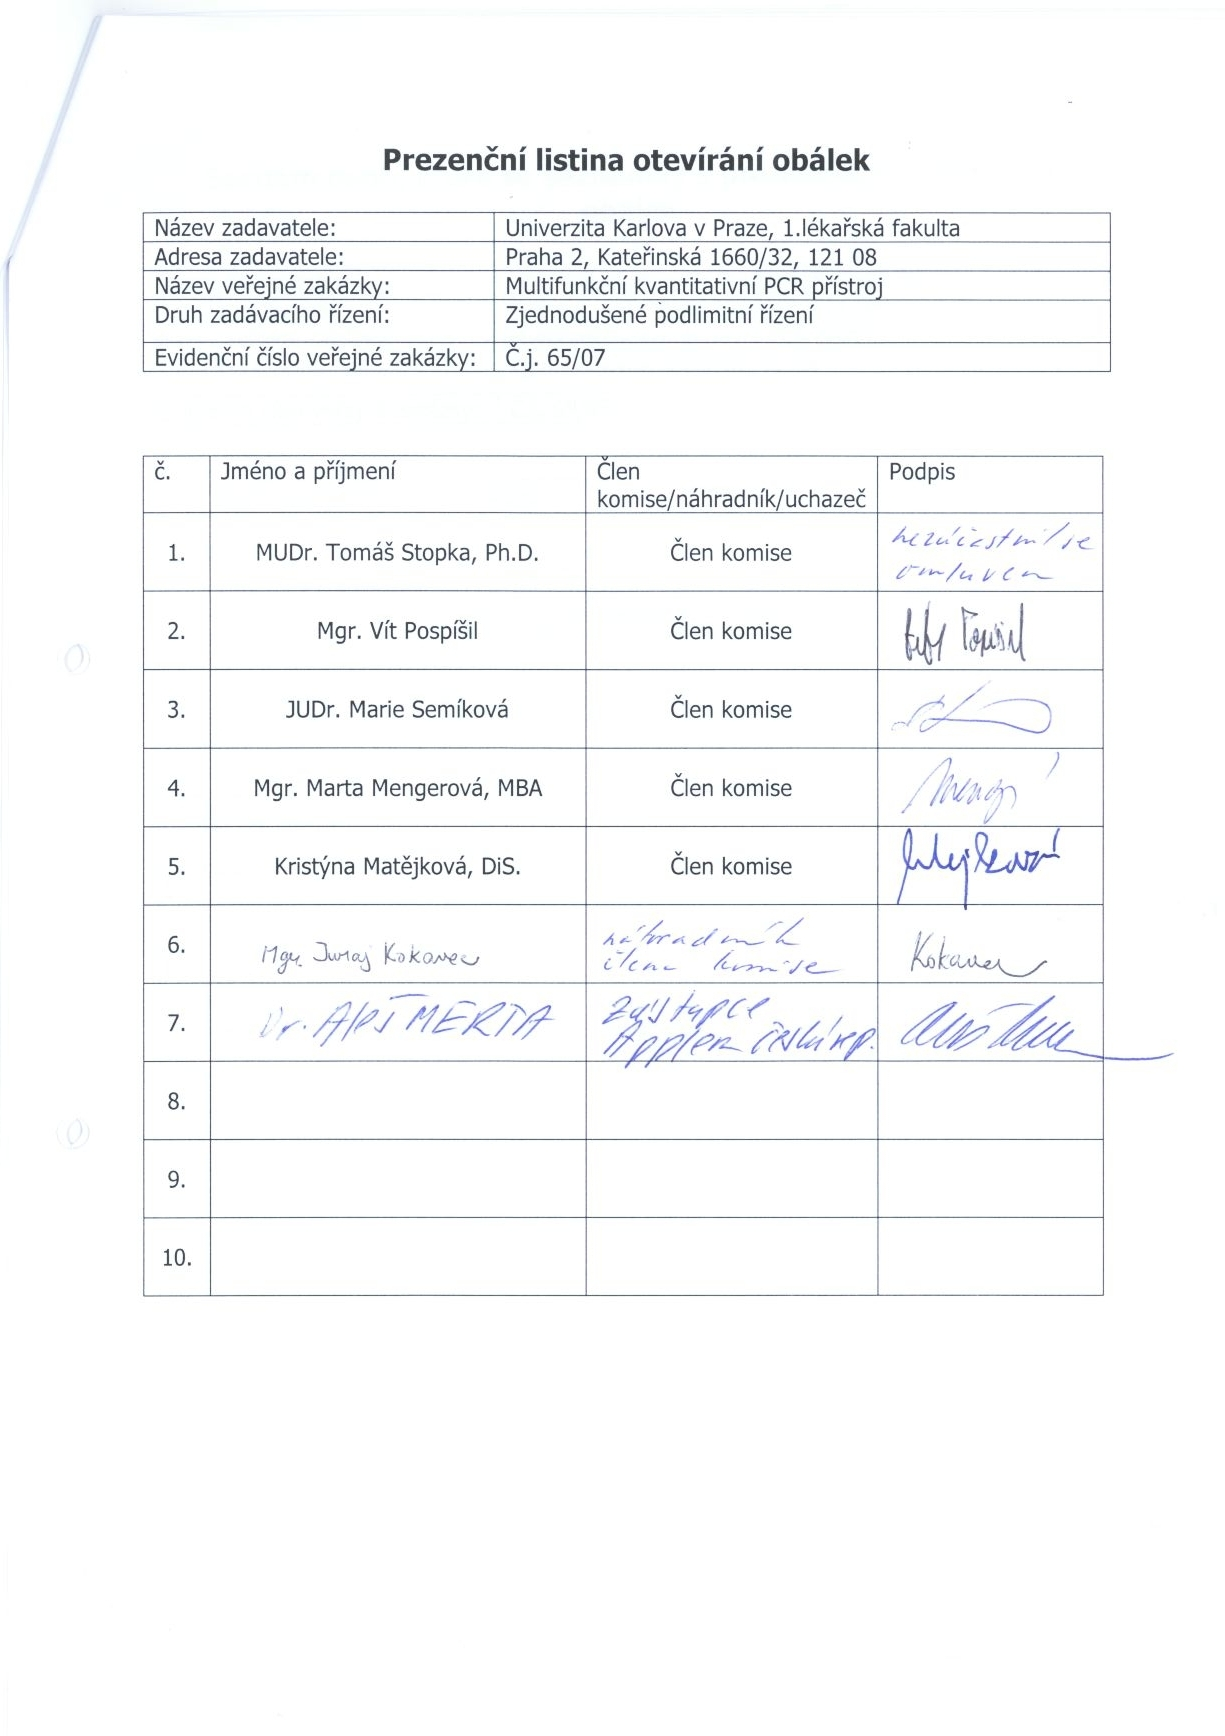 Prezenční listina otevírání obálek
Název zadavatele: Univerzita Karlova v Praze, 1.lékařská fakulta
Adresa zadavatele: Praha 2, Kateřinská 1660/32, 121 08
Název veřejné zakázky: Multifunkční kvantitativní PCR přístroj
Druh zadávacího řízení: Zjednodušené podlimitní řízení
Evidenční číslo veřejné zakázky: Č.j. 65/07
č. Jméno a příjmení Člen Podpis
komise/náhradník/uchazeč
1. MUDr. Tomáš Stopka, Ph.D. Člen komise nezúčastnil se
omluven
2. Mgr. Vít Pospíšil Člen komise
3. JUDr. Marie Semíková Člen komise
4. Mgr. Marta Mengerová, MBA Člen komise
5. Kristýna Matějková, DiS. Člen komise
6. Mgr. Juraj Kokavec náhradník Kokavec
člena komise
7. Dr. MERTA zástupce
8.
9.
10.